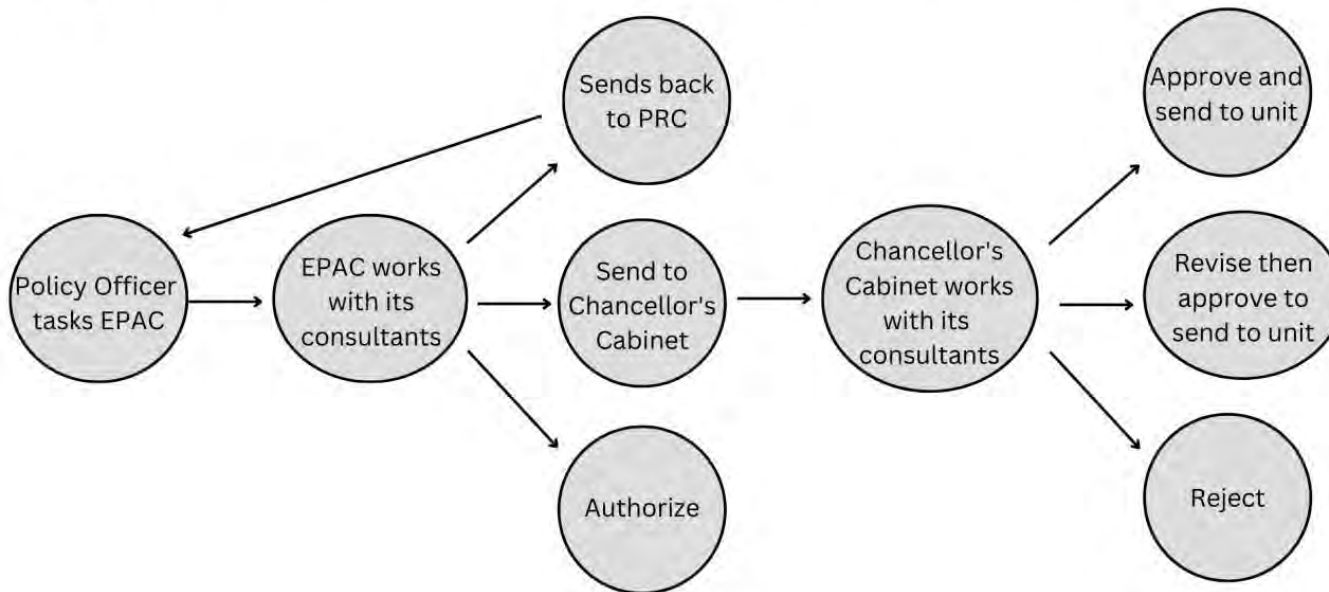 Sends back
to PRC
Approve and
send to unit
Policy Officer
tasks EPAC
EPAC works
with its
consultants
Send to
Chancellor's
Cabinet
Chancellor's
Cabinet works
with its
consultants
Revise then
approve to
send to unit
Authorize
Reject